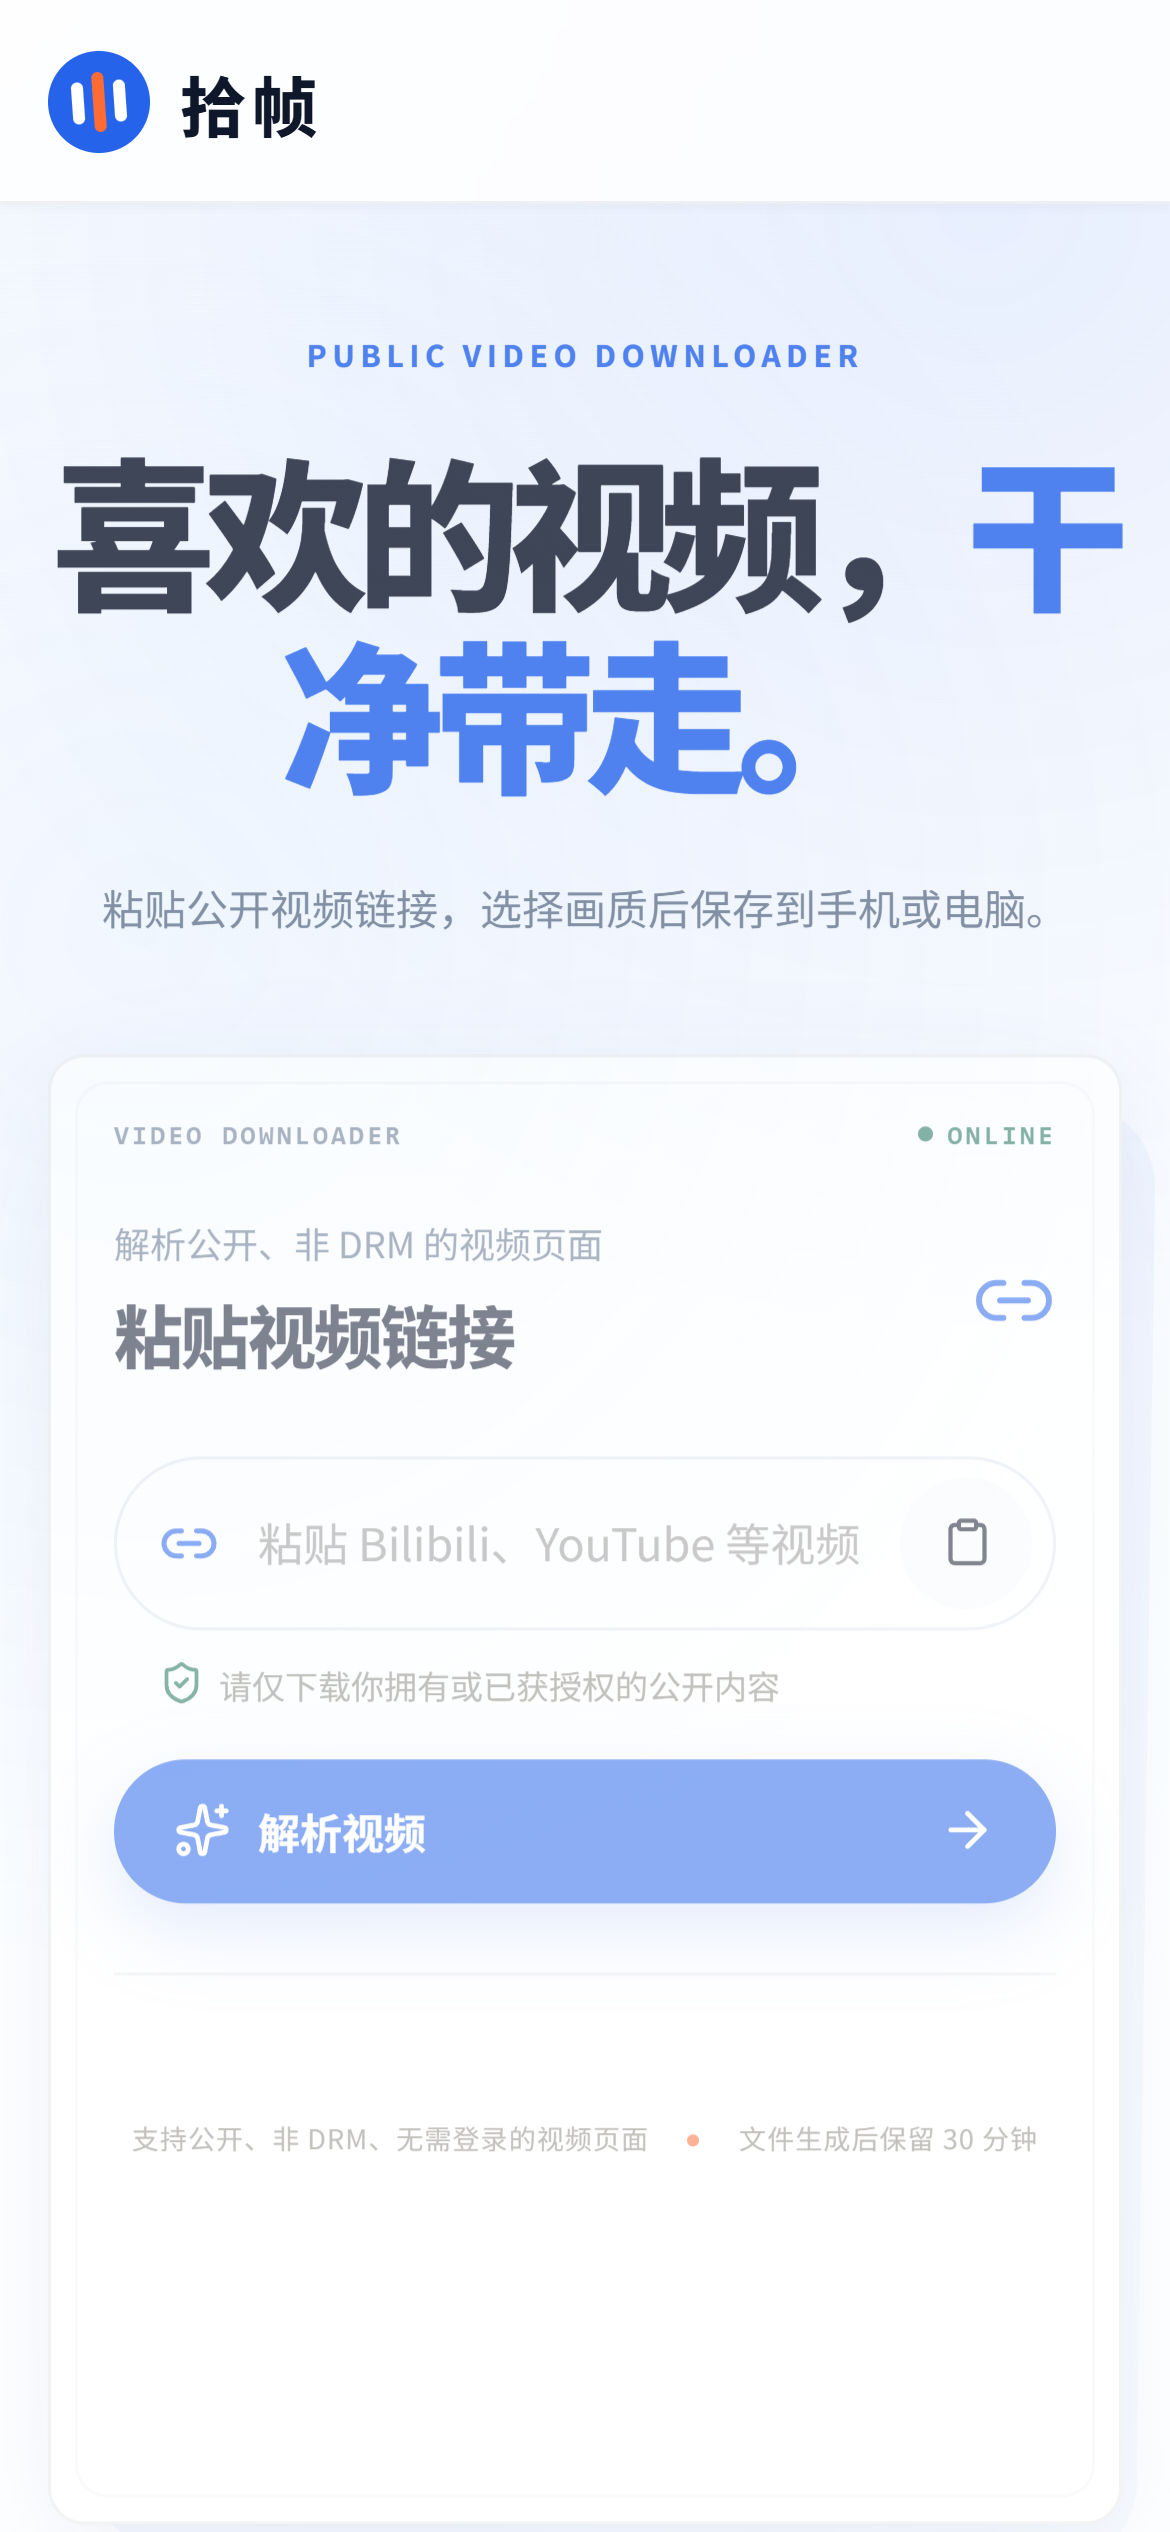 拾帧
PUBLIC VIDEO DOWNLOADER
喜欢的视频，干
净带走。
粘贴公开视频链接，选择画质后保存到手机或电脑。
VIDEO DOWNLOADER
ONLINE
解析公开、非 DRM 的视频页面
粘贴视频链接
粘贴 Bilibili、YouTube 等视频
请仅下载你拥有或已获授权的公开内容
解析视频
支持公开、非 DRM、无需登录的视频页面
文件生成后保留 30 分钟